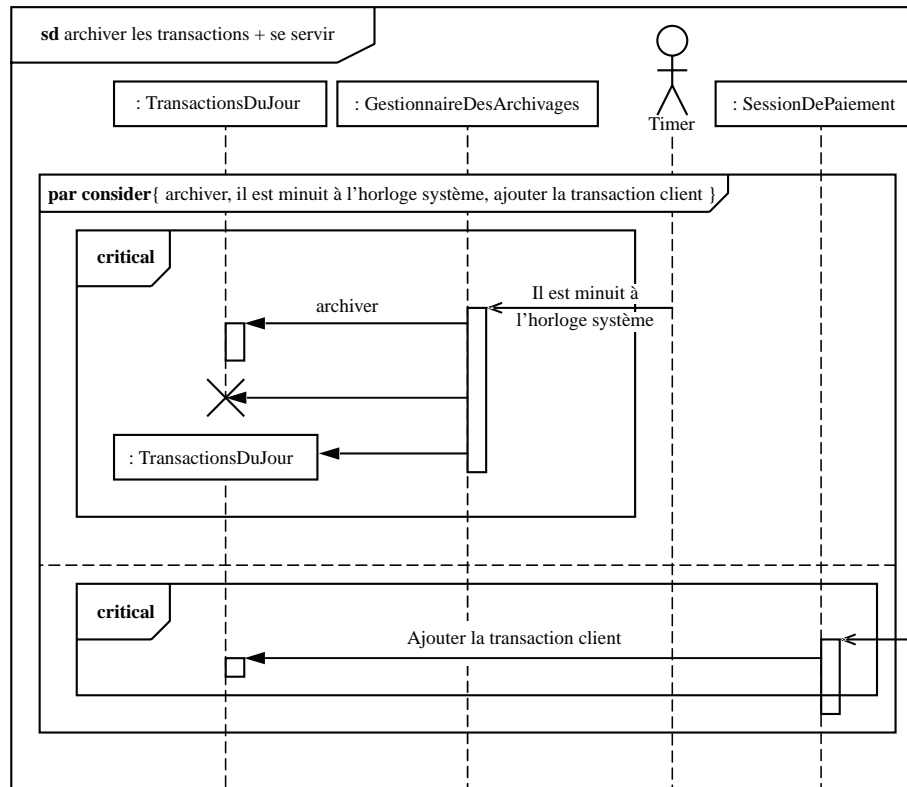 sd archiver les transactions + se servir
: TransactionsDuJour
: GestionnaireDesArchivages
Timer
: SessionDePaiement
par consider{ archiver, il est minuit à l’horloge système, ajouter la transaction client }
critical
Il est minuit à
l’horloge système
archiver
: TransactionsDuJour
critical
Ajouter la transaction client